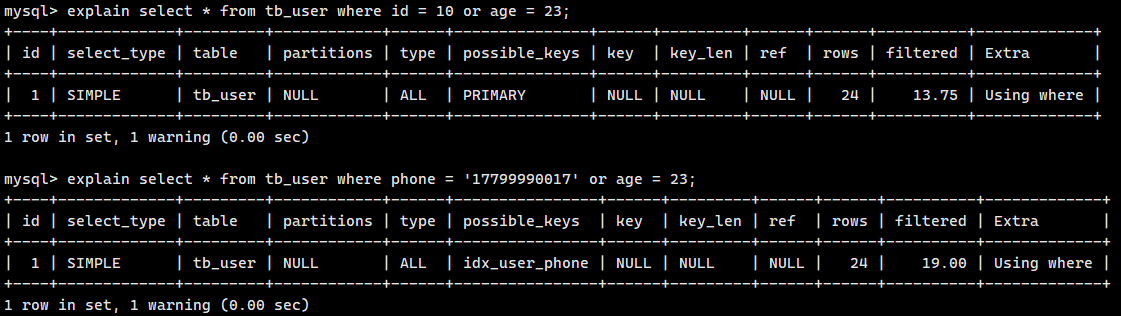 mysql> explain select * from tb_user where id = 10 or age = 23;
+----+-------------+---------+------------+------+---------------+------+---------+------+------+----------+-------------+
| id | select_type | table   | partitions | type | possible_keys | key  | key_len | ref  | rows | filtered | Extra       |
+----+-------------+---------+------------+------+---------------+------+---------+------+------+----------+-------------+
|  1 | SIMPLE      | tb_user | NULL       | ALL  | PRIMARY       | NULL | NULL    | NULL |   24 |    13.75 | Using where |
+----+-------------+---------+------------+------+---------------+------+---------+------+------+----------+-------------+
1 row in set, 1 warning (0.00 sec)

mysql> explain select * from tb_user where phone = '17799990017' or age = 23;
+----+-------------+---------+------------+------+----------------+------+---------+------+------+----------+-------------+
| id | select_type | table   | partitions | type | possible_keys  | key  | key_len | ref  | rows | filtered | Extra       |
+----+-------------+---------+------------+------+----------------+------+---------+------+------+----------+-------------+
|  1 | SIMPLE      | tb_user | NULL       | ALL  | idx_user_phone | NULL | NULL    | NULL |   24 |    19.00 | Using where |
+----+-------------+---------+------------+------+----------------+------+---------+------+------+----------+-------------+
1 row in set, 1 warning (0.00 sec)